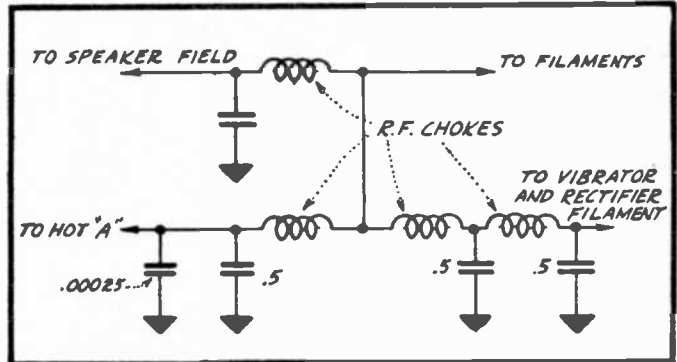 TO SPEAKER FIELD
TO FILAMENTS
R.F. CHOKES
TO VIBRATOR
AND RECTIFIER
FILAMENT
TO HOT "A"
.00025
.5
.5
.5